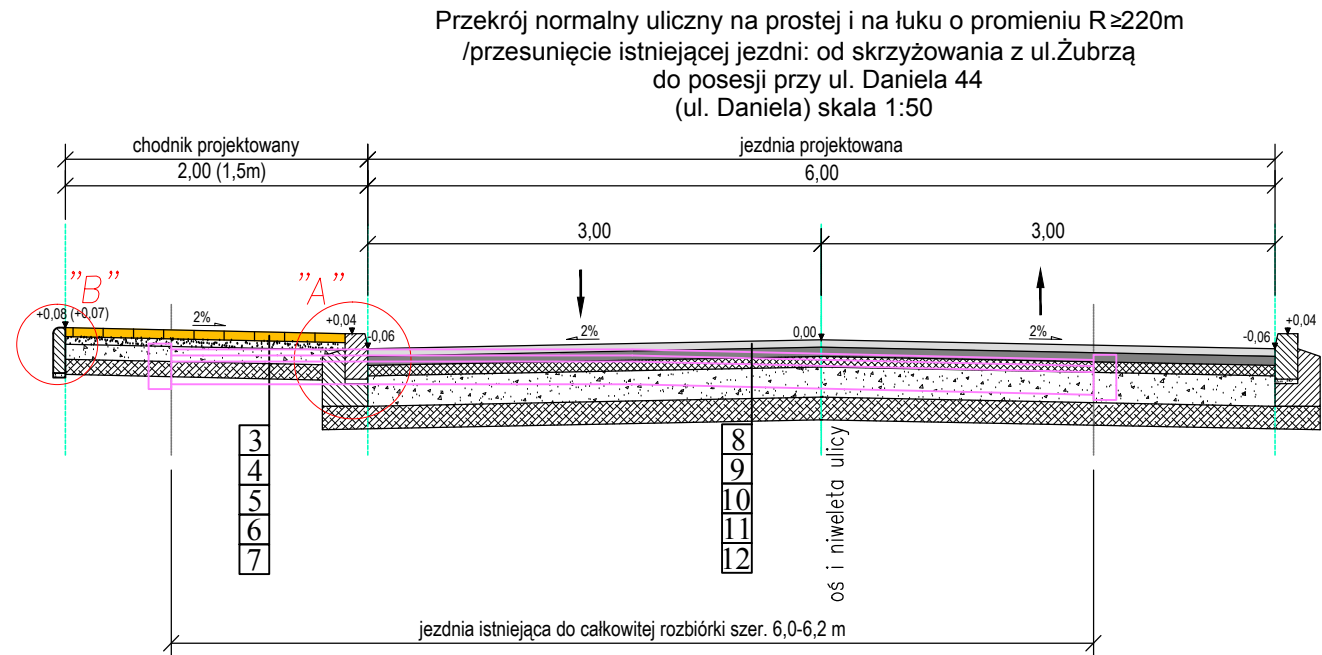 Przekrój normalny uliczny na prostej i na łuku o promieniu R≥220m
/przesunięcie istniejącej jezdni: od skrzyżowania z ul.Żubrzą
do posesji przy ul. Daniela 44
(ul. Daniela) skala 1:50
chodnik projektowany
jezdnia projektowana
2,00 (1,5m)
6,00
3,00
3,00
"B"
"A"
+0,08 (+0,07)
2%
+0,04
-0,06
2%
0,00
2%
-0,06
+0,04
3
4
5
6
7
8
9
10
11
12
oś i niweleta ulicy
jezdnia istniejąca do całkowitej rozbiórki szer. 6,0-6,2 m